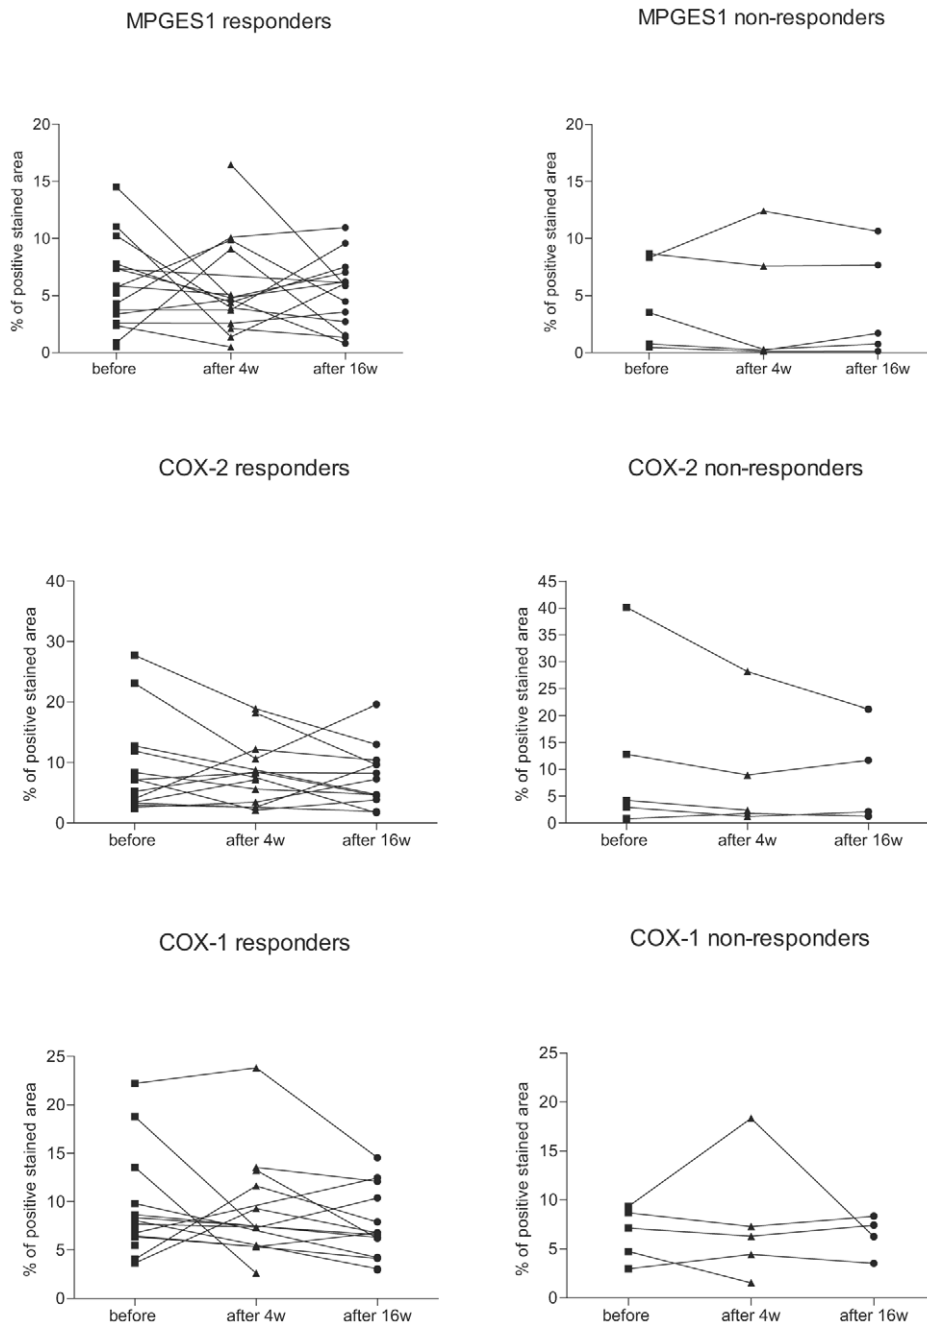 MPGES1 responders
% of positive stained area
20
15
10
5
0
before after 4w after 16w
MPGES1 non-responders
% of positive stained area
20
15
10
5
0
before after 4w after 16w
COX-2 responders
% of positive stained area
40
30
20
10
0
before after 4w after 16w
COX-2 non-responders
% of positive stained area
45
40
35
30
25
20
15
10
5
0
before after 4w after 16w
COX-1 responders
% of positive stained area
25
20
15
10
5
0
before after 4w after 16w
COX-1 non-responders
% of positive stained area
25
20
15
10
5
0
before after 4w after 16w